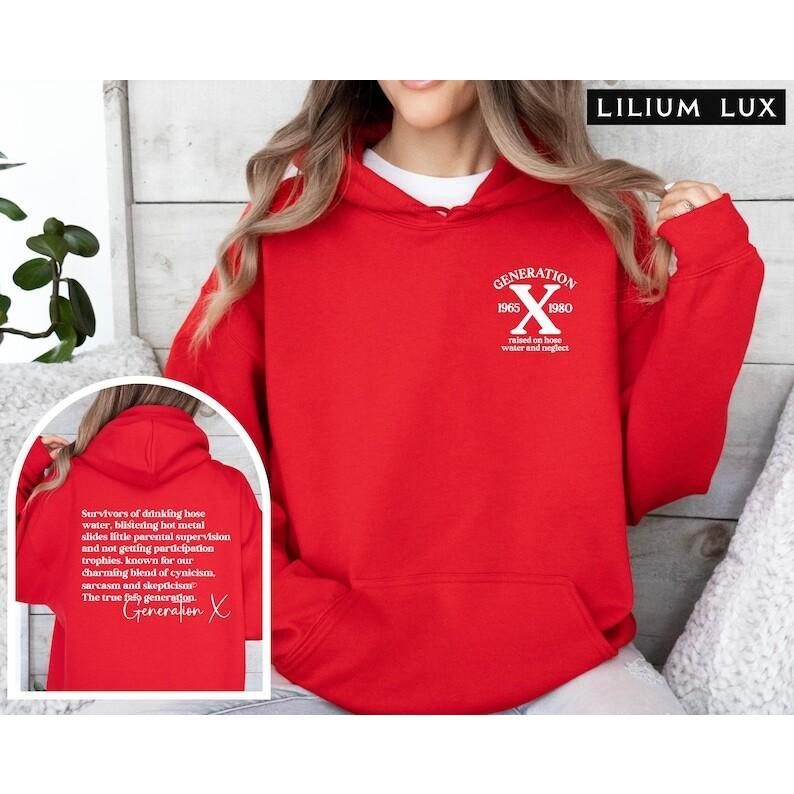 LILIUM LUX
GENERATION
1965 X 1980
raised on hose
water and neglect
Survivors of drinking hose
water, blistering hot metal
slides little parental supervision
and not getting participation
trophies. known for our
charming blend of cynicism,
sarcasm and skepticism
The true fafo generation.
Generation X